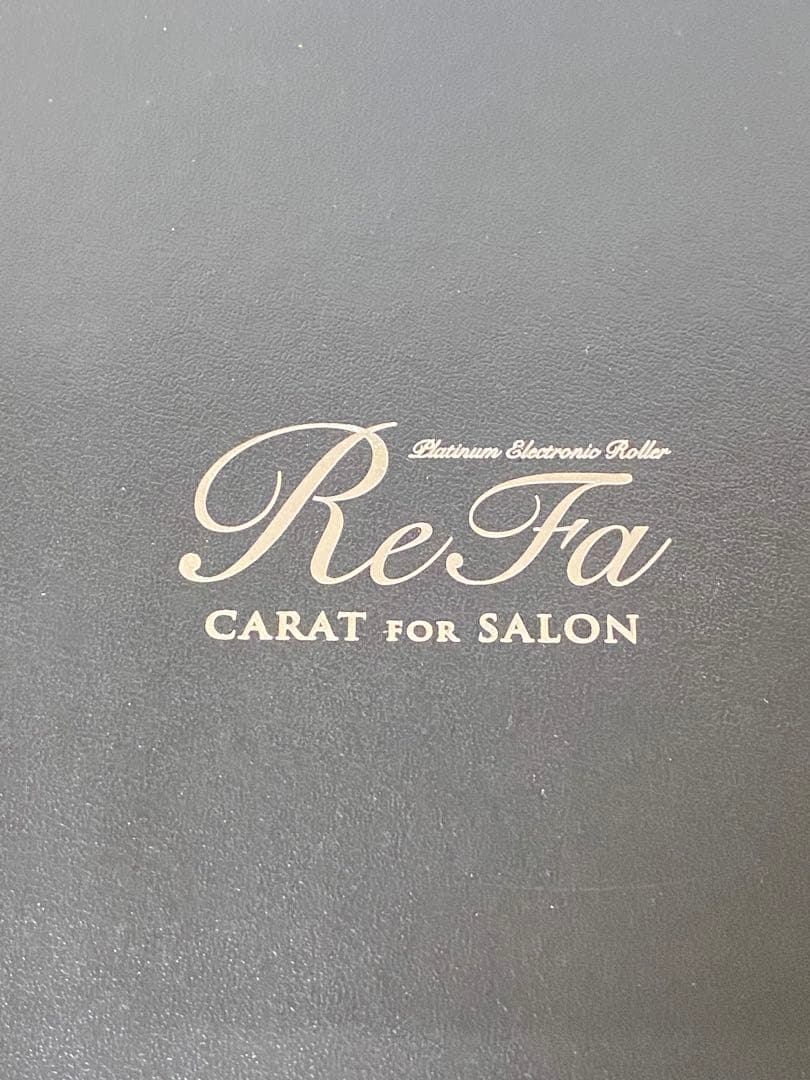 Platinum Electronic Roller
ReFa
CARAT FOR SALON